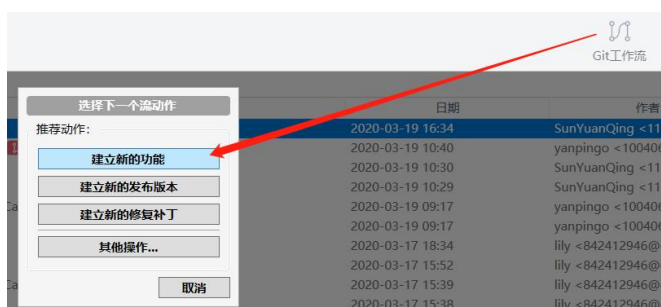 Git工作流
选择下一个流动作
推荐动作:
建立新的功能
建立新的发布版本
建立新的修复补丁
其他操作...
取消
日期 作者
2020-03-19 16:34 SunYuanQing <11
2020-03-19 10:40 yanpingo <10040
2020-03-19 10:30 SunYuanQing <11
2020-03-19 10:29 SunYuanQing <11
2020-03-19 09:17 yanpingo <10040
2020-03-19 09:17 yanpingo <10040
2020-03-17 18:34 lily <842412946@
2020-03-17 15:52 lily <842412946@
2020-03-17 15:39 lily <842412946@
2020-03-17 15:38 lily <842412946@